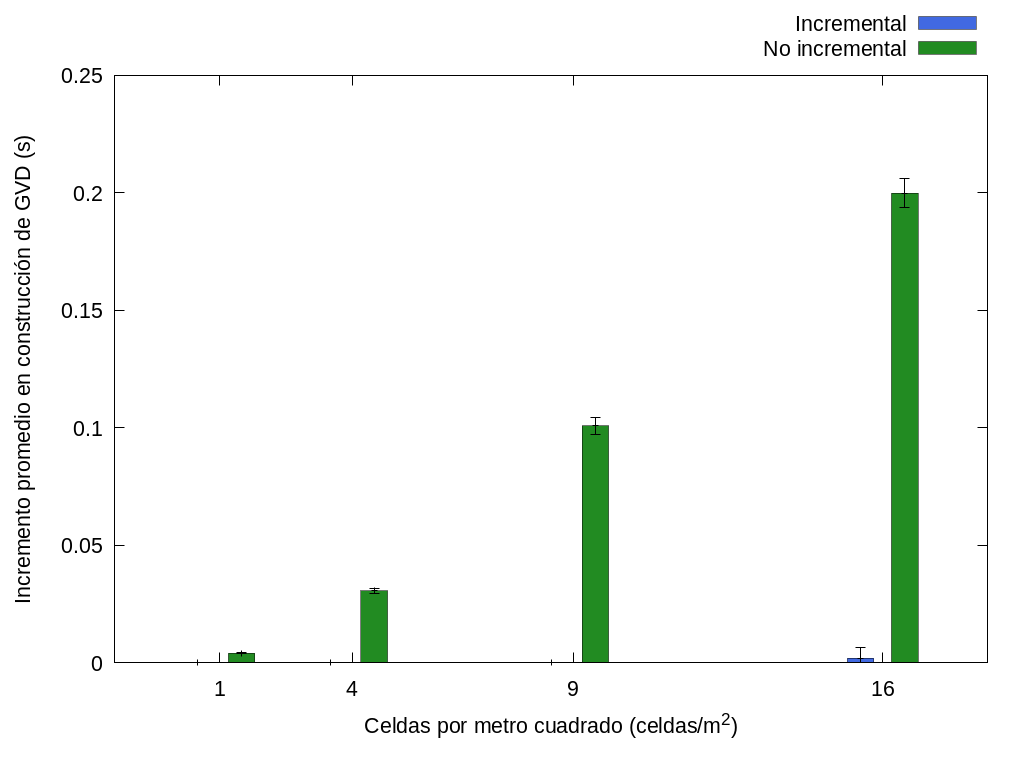 Incremental
No incremental
0.25
0.2
0.15
0.1
0.05
0
Incremento promedio en construcción de GVD (s)
1 4 9 16
Celdas por metro cuadrado (celdas/m²)